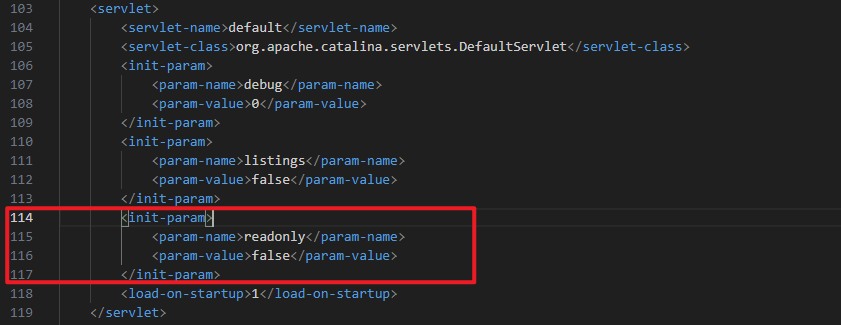 103 <servlet>
104 <servlet-name>default</servlet-name>
105 <servlet-class>org.apache.catalina.servlets.DefaultServlet</servlet-class>
106 <init-param>
107 <param-name>debug</param-name>
108 <param-value>0</param-value>
109 </init-param>
110 <init-param>
111 <param-name>listings</param-name>
112 <param-value>false</param-value>
113 </init-param>
114 <init-param>
115 <param-name>readonly</param-name>
116 <param-value>false</param-value>
117 </init-param>
118 <load-on-startup>1</load-on-startup>
119 </servlet>